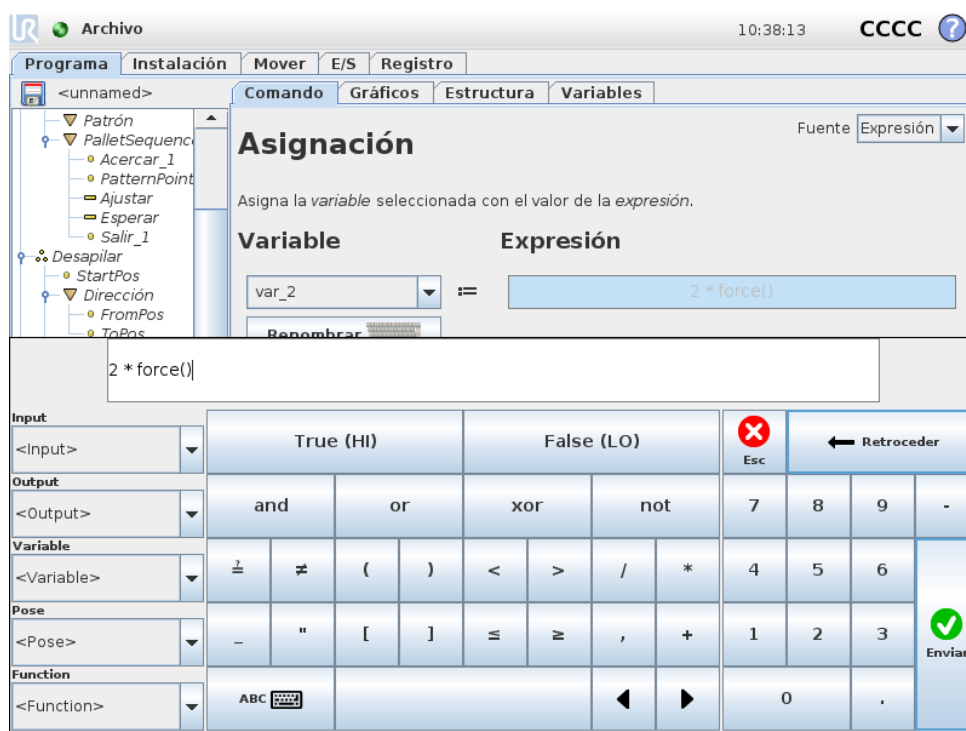 UR Archivo 10:38:13 CCCC ?
Programa Instalación Mover E/S Registro
<unnamed> Comando Gráficos Estructura Variables
Patrón
PalletSequenc
Acercar_1
PatternPoint
Ajustar
Esperar
Salir_1
Desapilar
StartPos
Dirección
FromPos
ToPos
Asignación
Fuente Expresión
Asigna la variable seleccionada con el valor de la expresión.
Variable Expresión
var_2 := 2 * force()
Renombrar
2 * force()
Input
<Input>
Output
<Output>
Variable
<Variable>
Pose
<Pose>
Function
<Function>
True (HI) False (LO) Esc Retroceder
and or xor not 7 8 9 -
≟ ≠ ( ) < > / * 4 5 6
_ " [ ] ≤ ≥ , + 1 2 3 Enviar
ABC 0 .